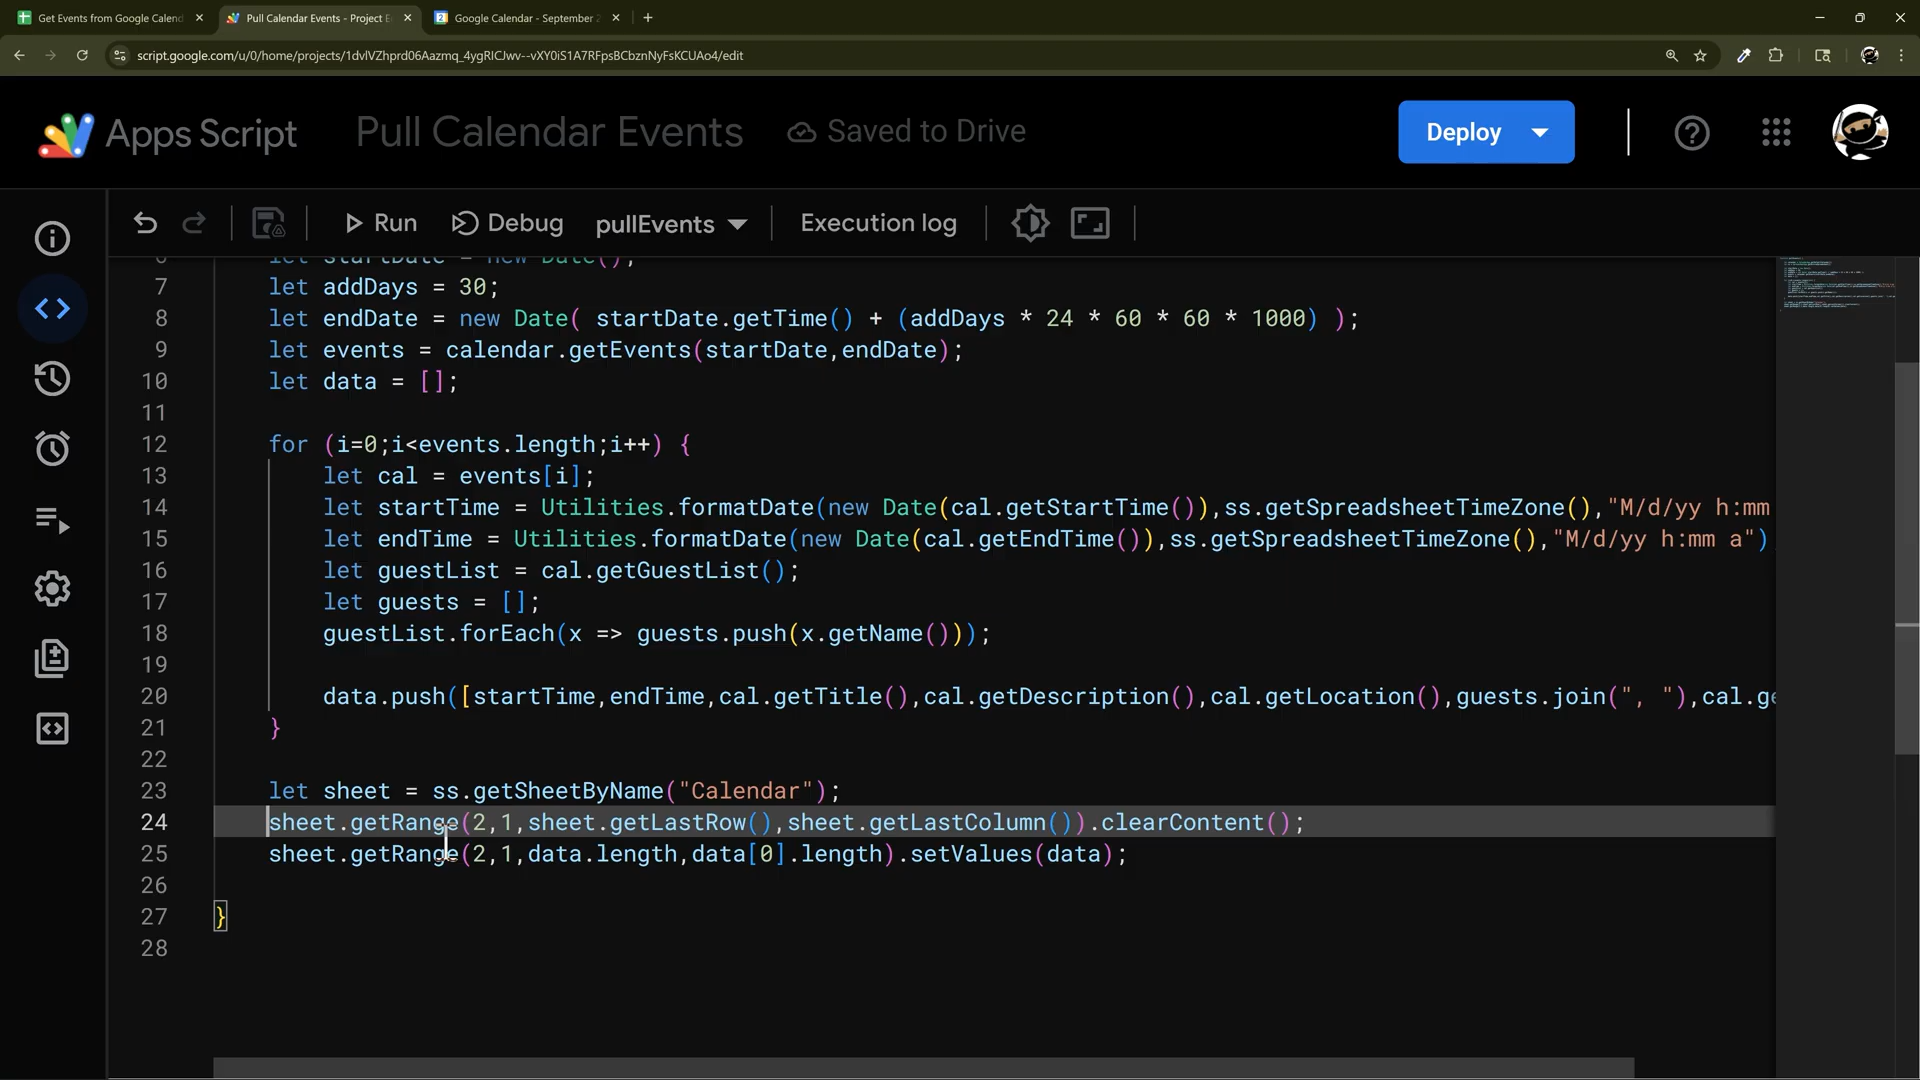 Get Events from Google Calend
Pull Calendar Events - Project E
Google Calendar - September 2
script.google.com/u/0/home/projects/1dvlVZhprd06Aazmq_4ygRICJwv--vXY0iS1A7RFpsBCbznNyFsKCUAo4/edit
Apps Script Pull Calendar Events Saved to Drive Deploy
Run Debug pullEvents Execution log
6 let startDate = new Date();
7 let addDays = 30;
8 let endDate = new Date( startDate.getTime() + (addDays * 24 * 60 * 60 * 1000) );
9 let events = calendar.getEvents(startDate,endDate);
10 let data = [];
11
12 for (i=0;i<events.length;i++) {
13 let cal = events[i];
14 let startTime = Utilities.formatDate(new Date(cal.getStartTime()),ss.getSpreadsheetTimeZone(),"M/d/yy h:mm
15 let endTime = Utilities.formatDate(new Date(cal.getEndTime()),ss.getSpreadsheetTimeZone(),"M/d/yy h:mm a")
16 let guestList = cal.getGuestList();
17 let guests = [];
18 guestList.forEach(x => guests.push(x.getName()));
19
20 data.push([startTime,endTime,cal.getTitle(),cal.getDescription(),cal.getLocation(),guests.join(", "),cal.ge
21 }
22
23 let sheet = ss.getSheetByName("Calendar");
24 sheet.getRange(2,1,sheet.getLastRow(),sheet.getLastColumn()).clearContent();
25 sheet.getRange(2,1,data.length,data[0].length).setValues(data);
26
27 }
28